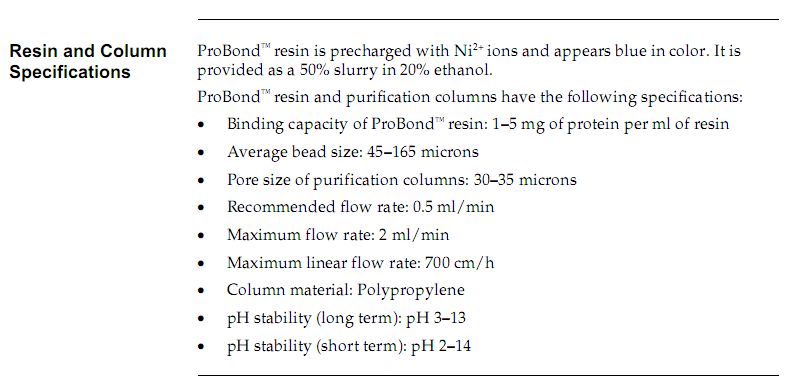 Resin and Column
Specifications
ProBond™ resin is precharged with Ni²⁺ ions and appears blue in color. It is
provided as a 50% slurry in 20% ethanol.
ProBond™ resin and purification columns have the following specifications:
• Binding capacity of ProBond™ resin: 1–5 mg of protein per ml of resin
• Average bead size: 45–165 microns
• Pore size of purification columns: 30–35 microns
• Recommended flow rate: 0.5 ml/min
• Maximum flow rate: 2 ml/min
• Maximum linear flow rate: 700 cm/h
• Column material: Polypropylene
• pH stability (long term): pH 3–13
• pH stability (short term): pH 2–14